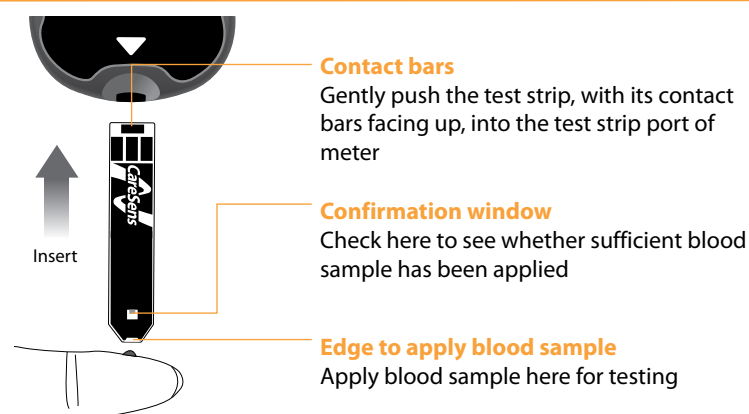 Contact bars
Gently push the test strip, with its contact
bars facing up, into the test strip port of
meter
CareSens
N
Confirmation window
Check here to see whether sufficient blood
sample has been applied
Insert
Edge to apply blood sample
Apply blood sample here for testing